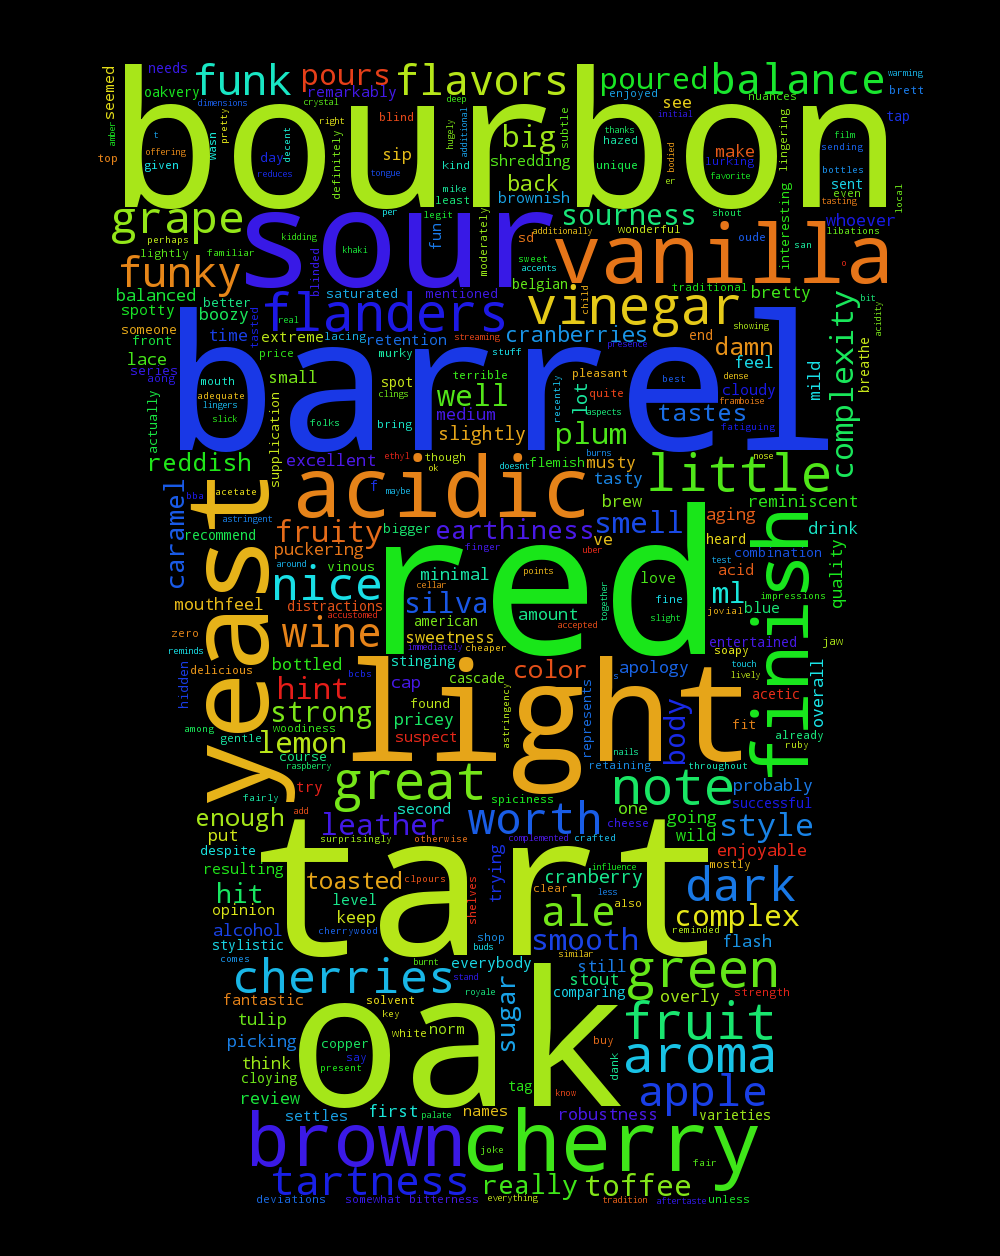 bourbon
sour
barrel
red
light
tart
oak
vanilla
acidic
yeast
finish
brown
cherry
flanders
vinegar
funk
pours
flavors
poured
balance
big
back
grape
funky
sourness
cranberries
complexity
damn
well
tastes
plum
little
nice
fruity
earthiness
smell
silva
wine
ml
hint
strong
lemon
great
note
worth
style
leather
enough
toasted
hit
dark
ale
complex
smooth
cherries
green
fruit
aroma
apple
sugar
body
color
caramel
tartness
really
toffee
needs
oakvery
seemed
dimensions
remarkably
crystal
right
blind
deep
additional
hugely
subtle
enjoyed
see
initial
nuances
warming
brett
tap
amber
top
offering
given
wasn
pretty
day
reduces
decent
definitely
sip
tongue
kind
mike
least
shredding
brownish
thanks
hazed
unique
bodied
er
make
lurking
favorite
lingering
film
sending
bottles
sent
even
tasting
local
whoever
libations
perhaps
lightly
familiar
kidding
khaki
blinded
per
legit
fun
moderately
additionally
sd
sweet
accents
belgian
wonderful
shout
oude
interesting
san
traditional
bretty
bit
acidity
balanced
spotty
better
boozy
saturated
mentioned
someone
front
time
tasted
real
extreme
lacing
retention
streaming
child
end
showing
presence
feel
mild
breathe
lace
series
aong
price
murky
stuff
mouth
adequate
lingers
slick
small
spot
clings
terrible
medium
recently
lot
pleasant
quite
aspects
best
dense
framboise
cloudy
fatiguing
actually
supplication
folks
bring
slightly
reddish
excellent
ethyl
though
ok
doesnt
burns
flemish
musty
tasty
nose
reminiscent
bba
acetate
astringent
maybe
brew
aging
drink
recommend
bigger
ve
heard
puckering
around
vinous
finger
uber
test
combination
quality
minimal
points
love
acid
impressions
mouthfeel
distractions
cellar
amount
together
fine
slight
jovial
blue
accustomed
american
accepted
zero
sweetness
immediately
cheaper
entertained
jaw
soapy
reminds
delicious
bottled
bcbs
stinging
cascade
apology
touch
lively
hidden
cap
found
acetic
overall
pricey
astringency
represents
fit
among
woodiness
gentle
suspect
already
ruby
nails
course
raspberry
retaining
throughout
try
fairly
spiciness
probably
successful
add
second
one
going
put
surprisingly
otherwise
complemented
crafted
cheese
wild
despite
enjoyable
resulting
trying
influence
mostly
clpours
cranberry
clear
less
opinion
level
keep
shelves
also
alcohol
cherrywood
reminded
stylistic
shop
buds
flash
comes
burnt
everybody
similar
still
stand
stout
fantastic
solvent
royale
comparing
overly
strength
tulip
key
white
norm
picking
copper
say
buy
think
present
dank
cloying
tag
know
review
settles
first
palate
names
robustness
varieties
joke
fair
deviations
somewhat
bitterness
everything
tradition
aftertaste
unless